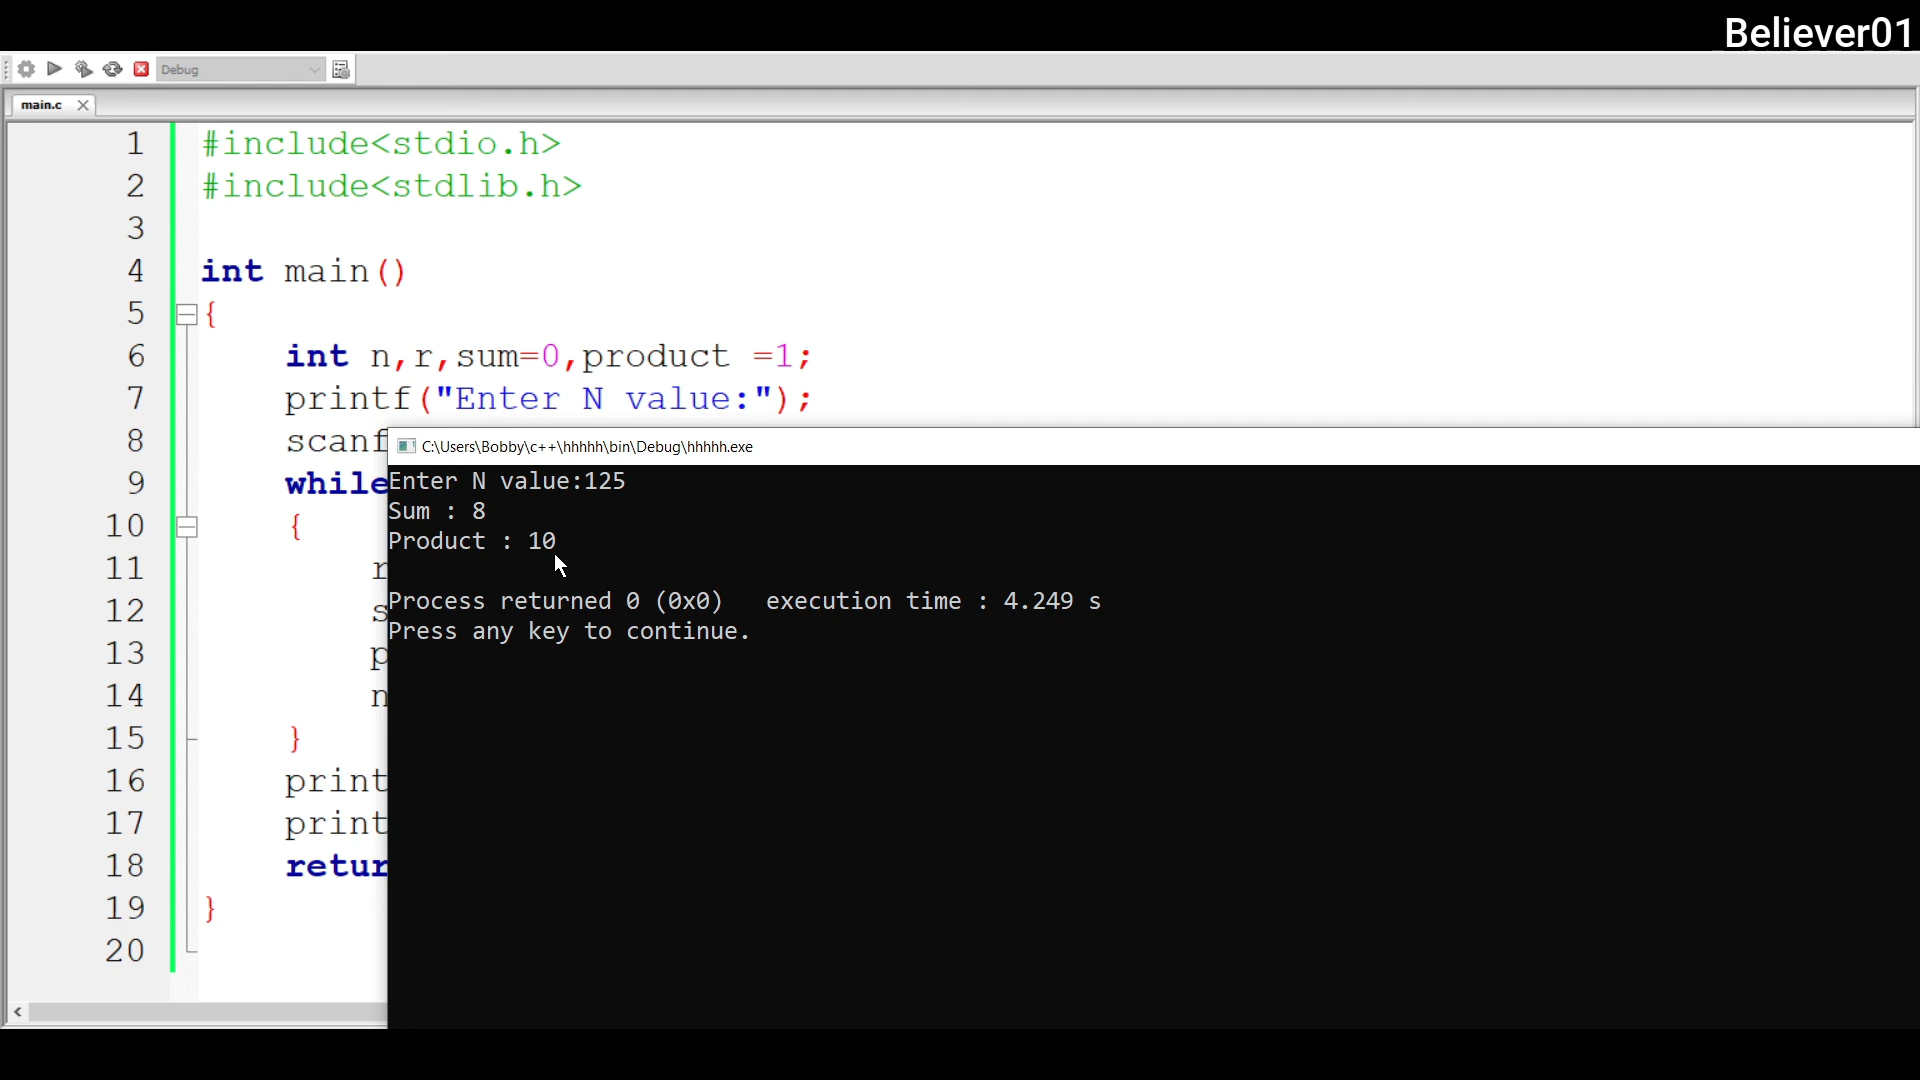 Believer01
Debug
main.c
1 #include<stdio.h>
2 #include<stdlib.h>
3
4 int main()
5 {
6 int n,r,sum=0,product =1;
7 printf("Enter N value:");
8 scanf
9 while
10 {
11 r
12 s
13 p
14 n
15 }
16 print
17 print
18 retur
19 }
20
C:\Users\Bobby\c++\hhhhh\bin\Debug\hhhhh.exe
Enter N value:125
Sum : 8
Product : 10
Process returned 0 (0x0)   execution time : 4.249 s
Press any key to continue.